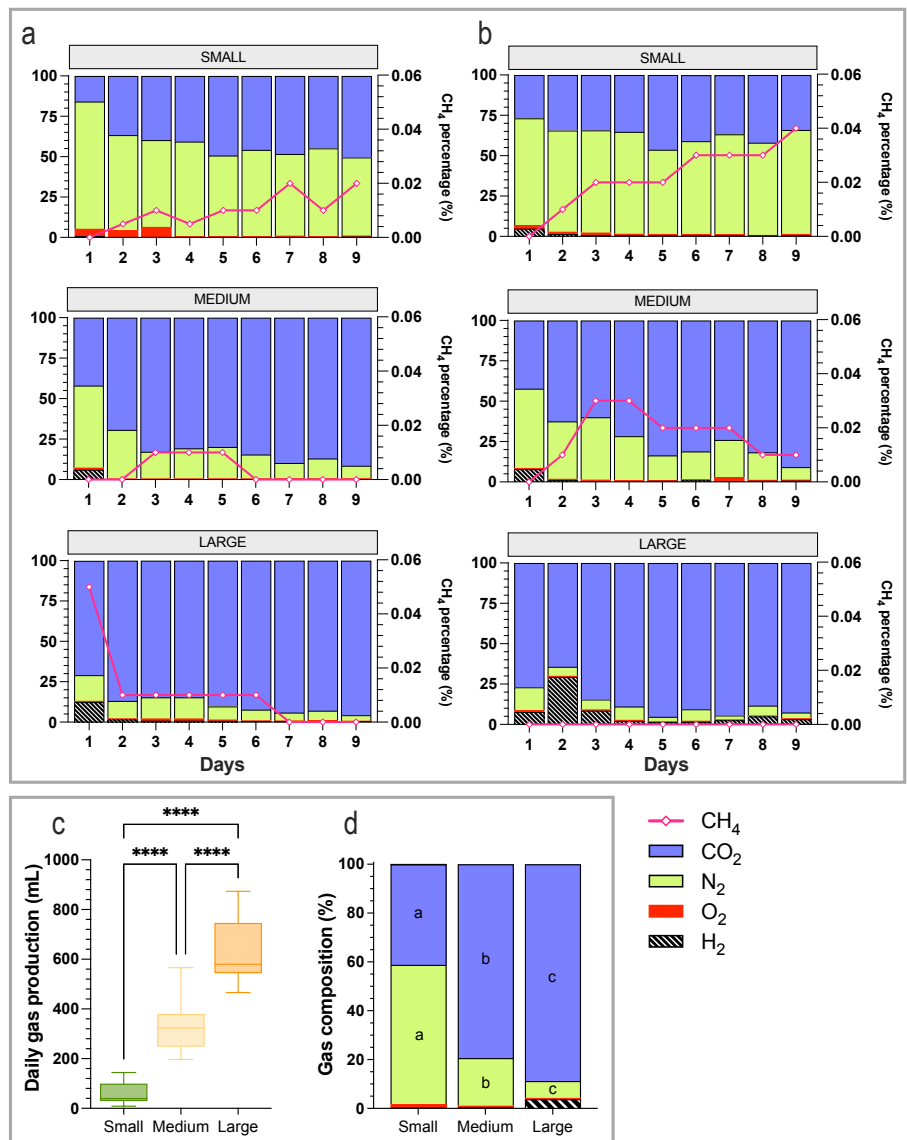 a
SMALL
100
75
50
25
0
0.06
0.04
0.02
0.00
CH4 percentage (%)
1 2 3 4 5 6 7 8 9
MEDIUM
100
75
50
25
0
0.06
0.04
0.02
0.00
CH4 percentage (%)
1 2 3 4 5 6 7 8 9
LARGE
100
75
50
25
0
0.06
0.04
0.02
0.00
CH4 percentage (%)
1 2 3 4 5 6 7 8 9
Days
b
SMALL
100
75
50
25
0
0.06
0.04
0.02
0.00
CH4 percentage (%)
1 2 3 4 5 6 7 8 9
MEDIUM
100
75
50
25
0
0.06
0.04
0.02
0.00
CH4 percentage (%)
1 2 3 4 5 6 7 8 9
LARGE
100
75
50
25
0
0.06
0.04
0.02
0.00
CH4 percentage (%)
1 2 3 4 5 6 7 8 9
Days
c
****
**** ****
Daily gas production (mL)
1000
800
600
400
200
0
Small Medium Large
d
Gas composition (%)
100
80
60
40
20
0
a b c
a b c
Small Medium Large
CH4
CO2
N2
O2
H2